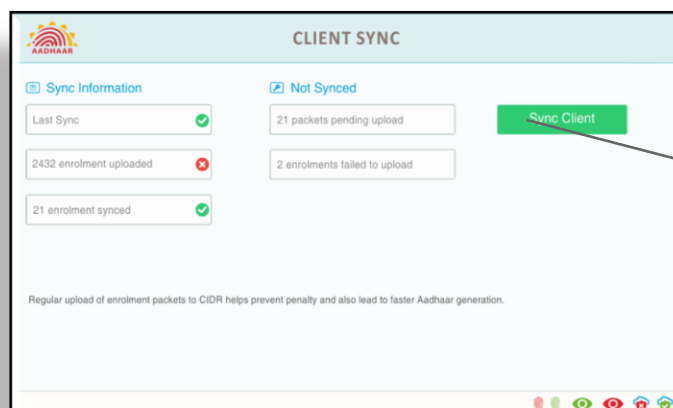 AADHAAR
CLIENT SYNC
Sync Information
Last Sync
2432 enrolment uploaded
21 enrolment synced
Not Synced
21 packets pending upload
2 enrolments failed to upload
Sync Client
Regular upload of enrolment packets to CIDR helps prevent penalty and also lead to faster Aadhaar generation.